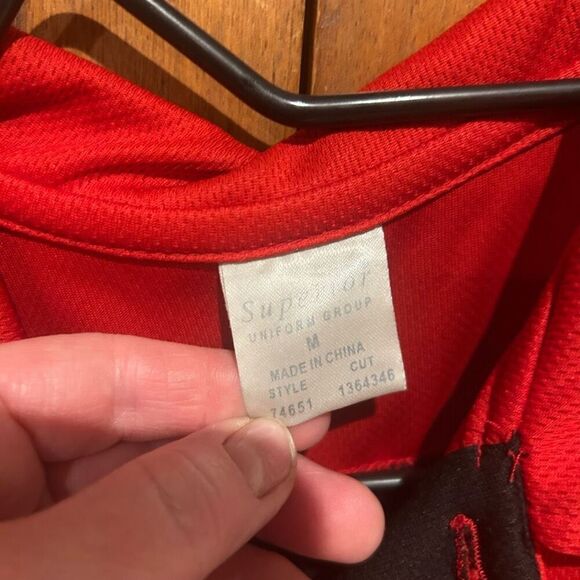 Superior
UNIFORM GROUP
M
MADE IN CHINA
STYLE CUT
74651 1364346